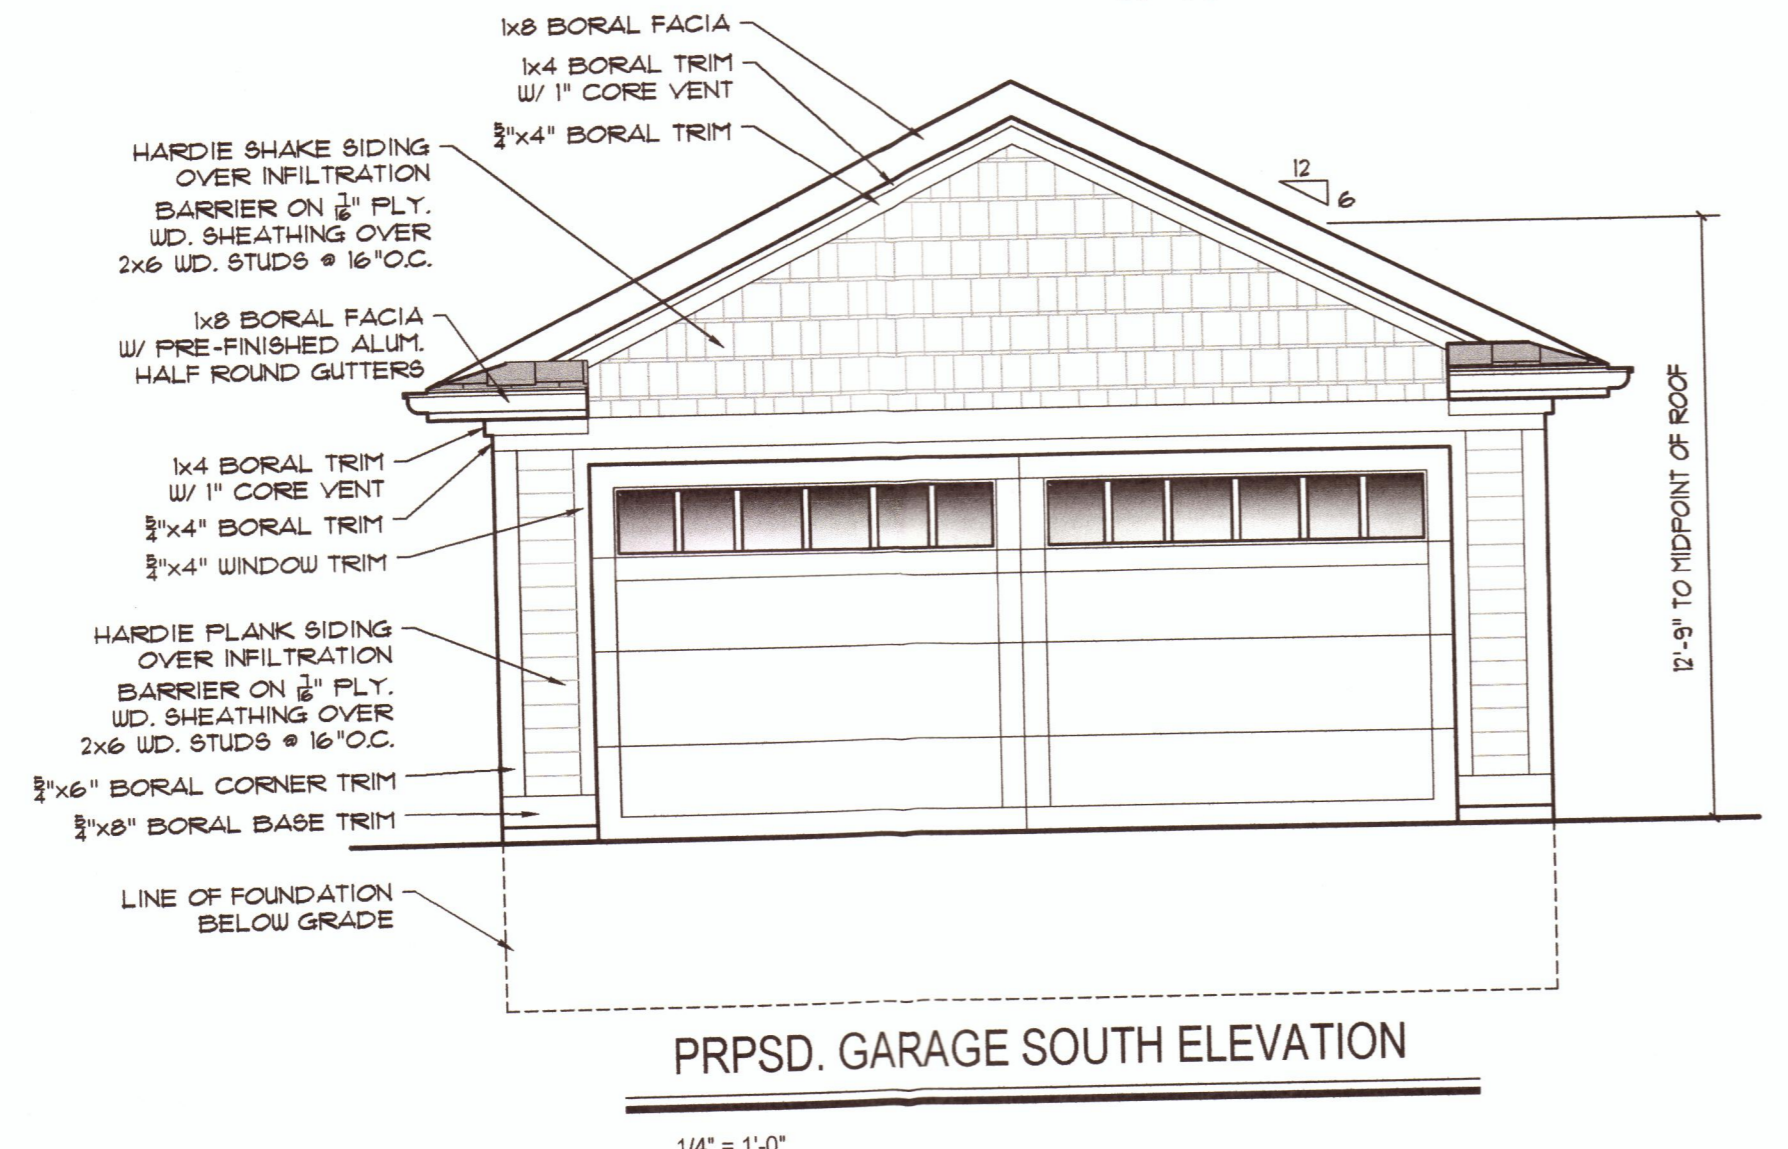 1x8 BORAL FACIA
1x4 BORAL TRIM
W/ 1" CORE VENT
5/4"x4" BORAL TRIM
HARDIE SHAKE SIDING
OVER INFILTRATION
BARRIER ON 7/16" PLY.
WD. SHEATHING OVER
2x6 WD. STUDS @ 16"O.C.
12
6
1x8 BORAL FACIA
W/ PRE-FINISHED ALUM.
HALF ROUND GUTTERS
1x4 BORAL TRIM
W/ 1" CORE VENT
5/4"x4" BORAL TRIM
5/4"x4" WINDOW TRIM
HARDIE PLANK SIDING
OVER INFILTRATION
BARRIER ON 7/16" PLY.
WD. SHEATHING OVER
2x6 WD. STUDS @ 16"O.C.
5/4"x6" BORAL CORNER TRIM
5/4"x8" BORAL BASE TRIM
LINE OF FOUNDATION
BELOW GRADE
12'-9" TO MIDPOINT OF ROOF
PRPSD. GARAGE SOUTH ELEVATION
1/4" = 1'-0"